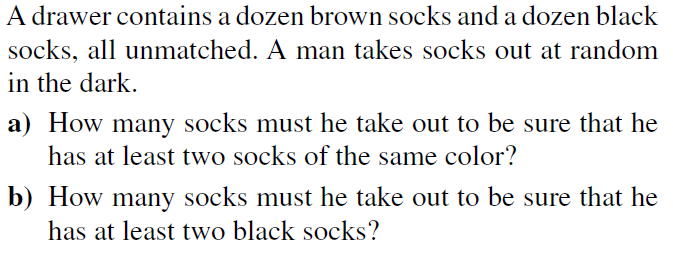 A drawer contains a dozen brown socks and a dozen black
socks, all unmatched. A man takes socks out at random
in the dark.
a) How many socks must he take out to be sure that he
has at least two socks of the same color?
b) How many socks must he take out to be sure that he
has at least two black socks?